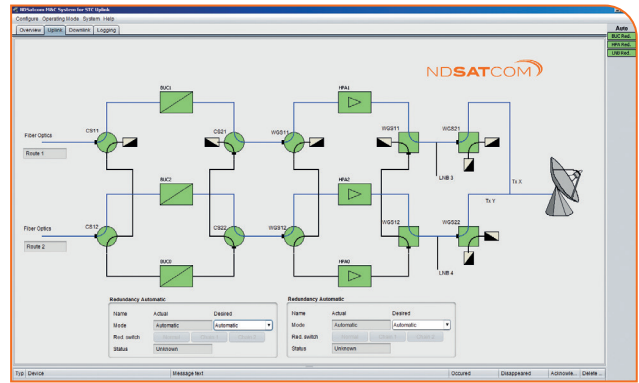 NDSatcom M&C System for STC Uplink
Configure Operating Mode System Help
Overview Uplink Downlink Logging
Auto
BUC Red.
HPA Red.
LNB Red.
NDSATCOM
BUC1 HPA1
CS11 CS21 WGS11 WGS11 WGS21
Fiber Optics
Route 1
LNB 3
Tx X
BUC2 HPA2
Tx Y
CS12 CS22 WGS12 WGS12 WGS22
Fiber Optics
Route 2
BUC0 HPA0
LNB 4
Redundancy Automatic Redundancy Automatic
Name Actual Desired Name Actual Desired
Mode Automatic Automatic Mode Automatic Automatic
Red. switch Red. switch
Status Unknown Status Unknown
Typ Device Message text Occured Disappeared Acknowle... Delete ...